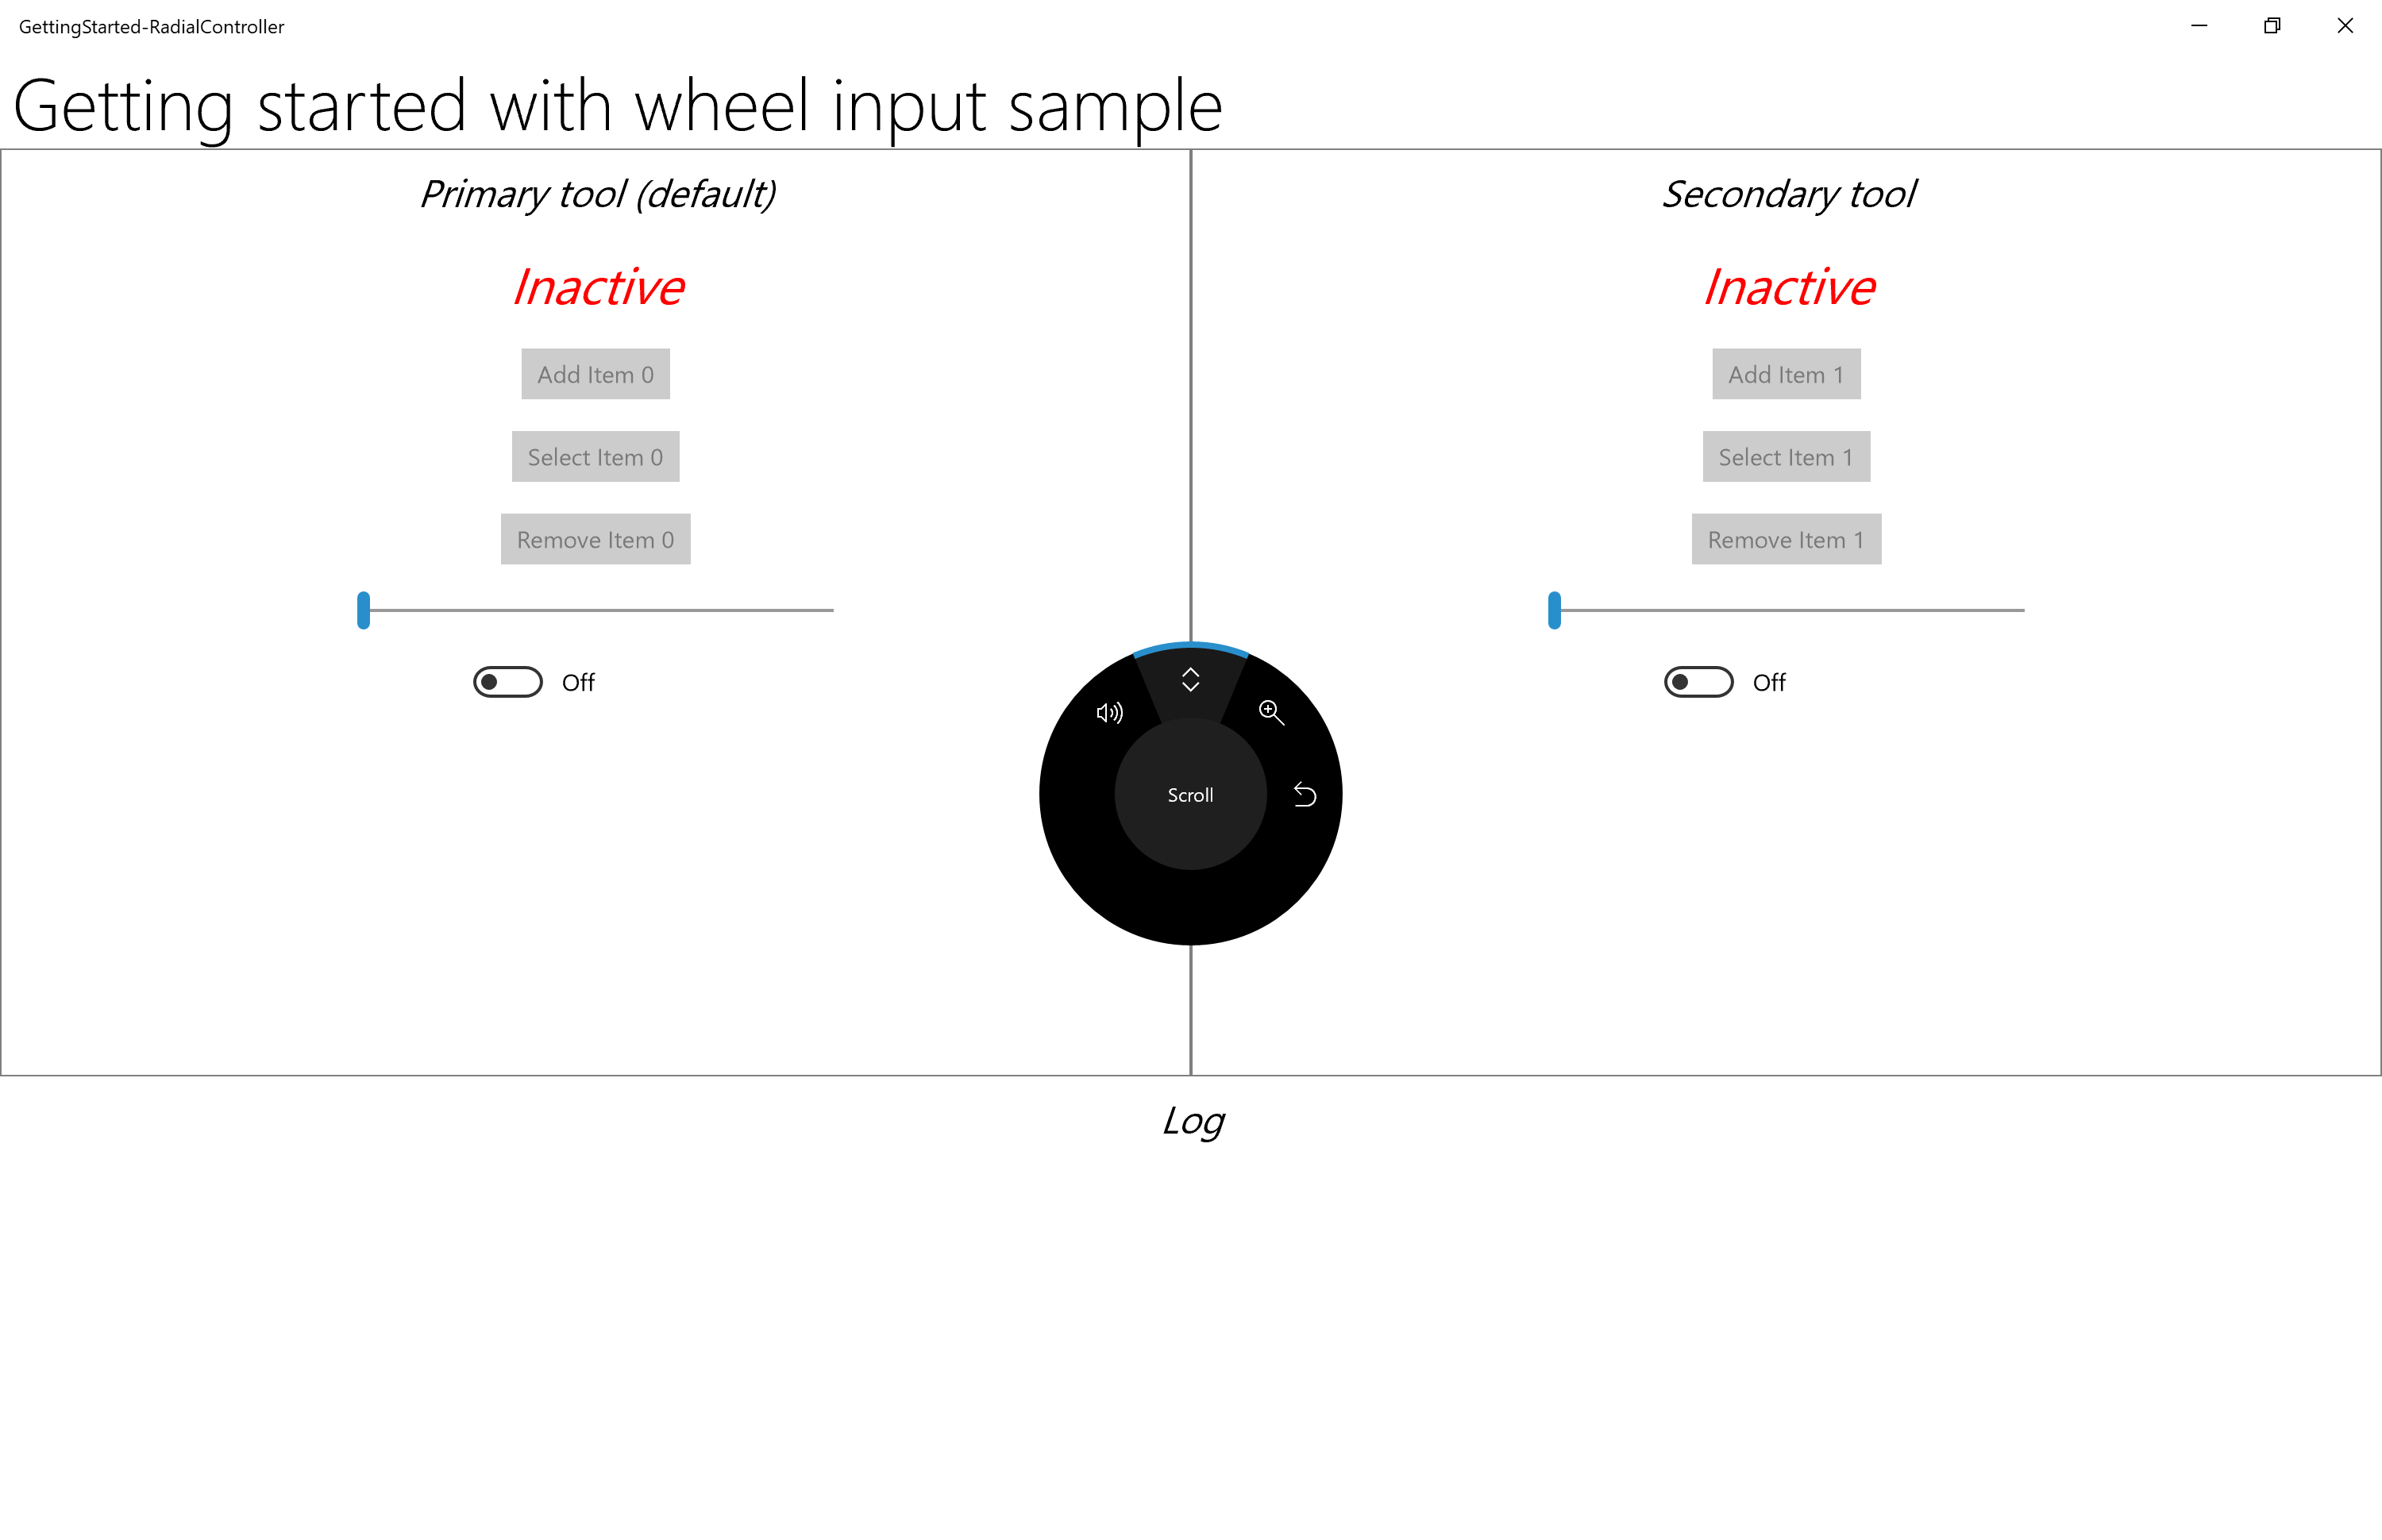 GettingStarted-RadialController
Getting started with wheel input sample
Primary tool (default)
Inactive
Add Item 0
Select Item 0
Remove Item 0
Off
Secondary tool
Inactive
Add Item 1
Select Item 1
Remove Item 1
Off
Scroll
Log